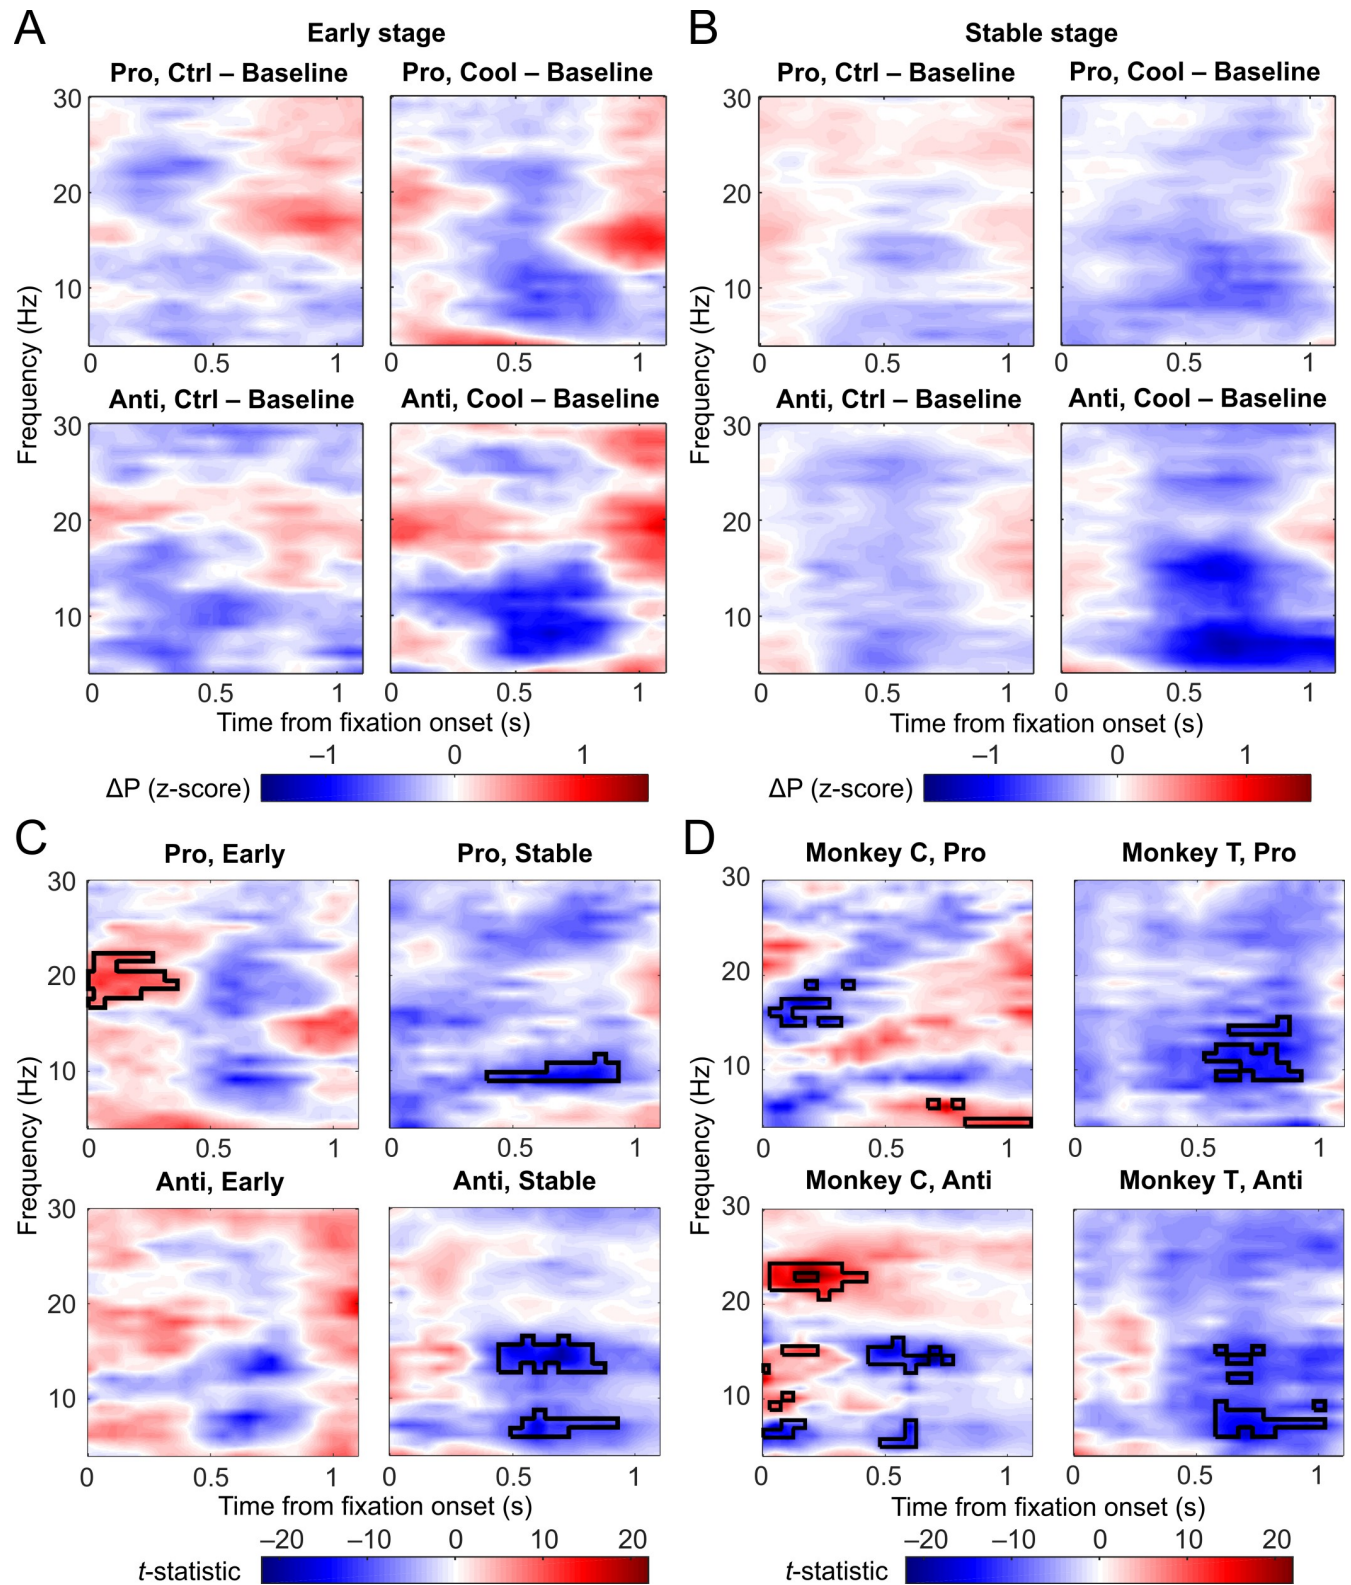 A
Early stage
B
Stable stage
Pro, Ctrl – Baseline
Pro, Cool – Baseline
Pro, Ctrl – Baseline
Pro, Cool – Baseline
30
20
10
0 0.5 1
0 0.5 1
30
20
10
0 0.5 1
0 0.5 1
Anti, Ctrl – Baseline
Anti, Cool – Baseline
Anti, Ctrl – Baseline
Anti, Cool – Baseline
Frequency (Hz)
Frequency (Hz)
30
20
10
0 0.5 1
0 0.5 1
30
20
10
0 0.5 1
0 0.5 1
Time from fixation onset (s)
Time from fixation onset (s)
–1 0 1
ΔP (z-score)
–1 0 1
ΔP (z-score)
C
Pro, Early
Pro, Stable
D
Monkey C, Pro
Monkey T, Pro
30
20
10
0 0.5 1
0 0.5 1
30
20
10
0 0.5 1
0 0.5 1
Anti, Early
Anti, Stable
Monkey C, Anti
Monkey T, Anti
Frequency (Hz)
Frequency (Hz)
30
20
10
0 0.5 1
0 0.5 1
30
20
10
0 0.5 1
0 0.5 1
Time from fixation onset (s)
Time from fixation onset (s)
–20 –10 0 10 20
t-statistic
–20 –10 0 10 20
t-statistic